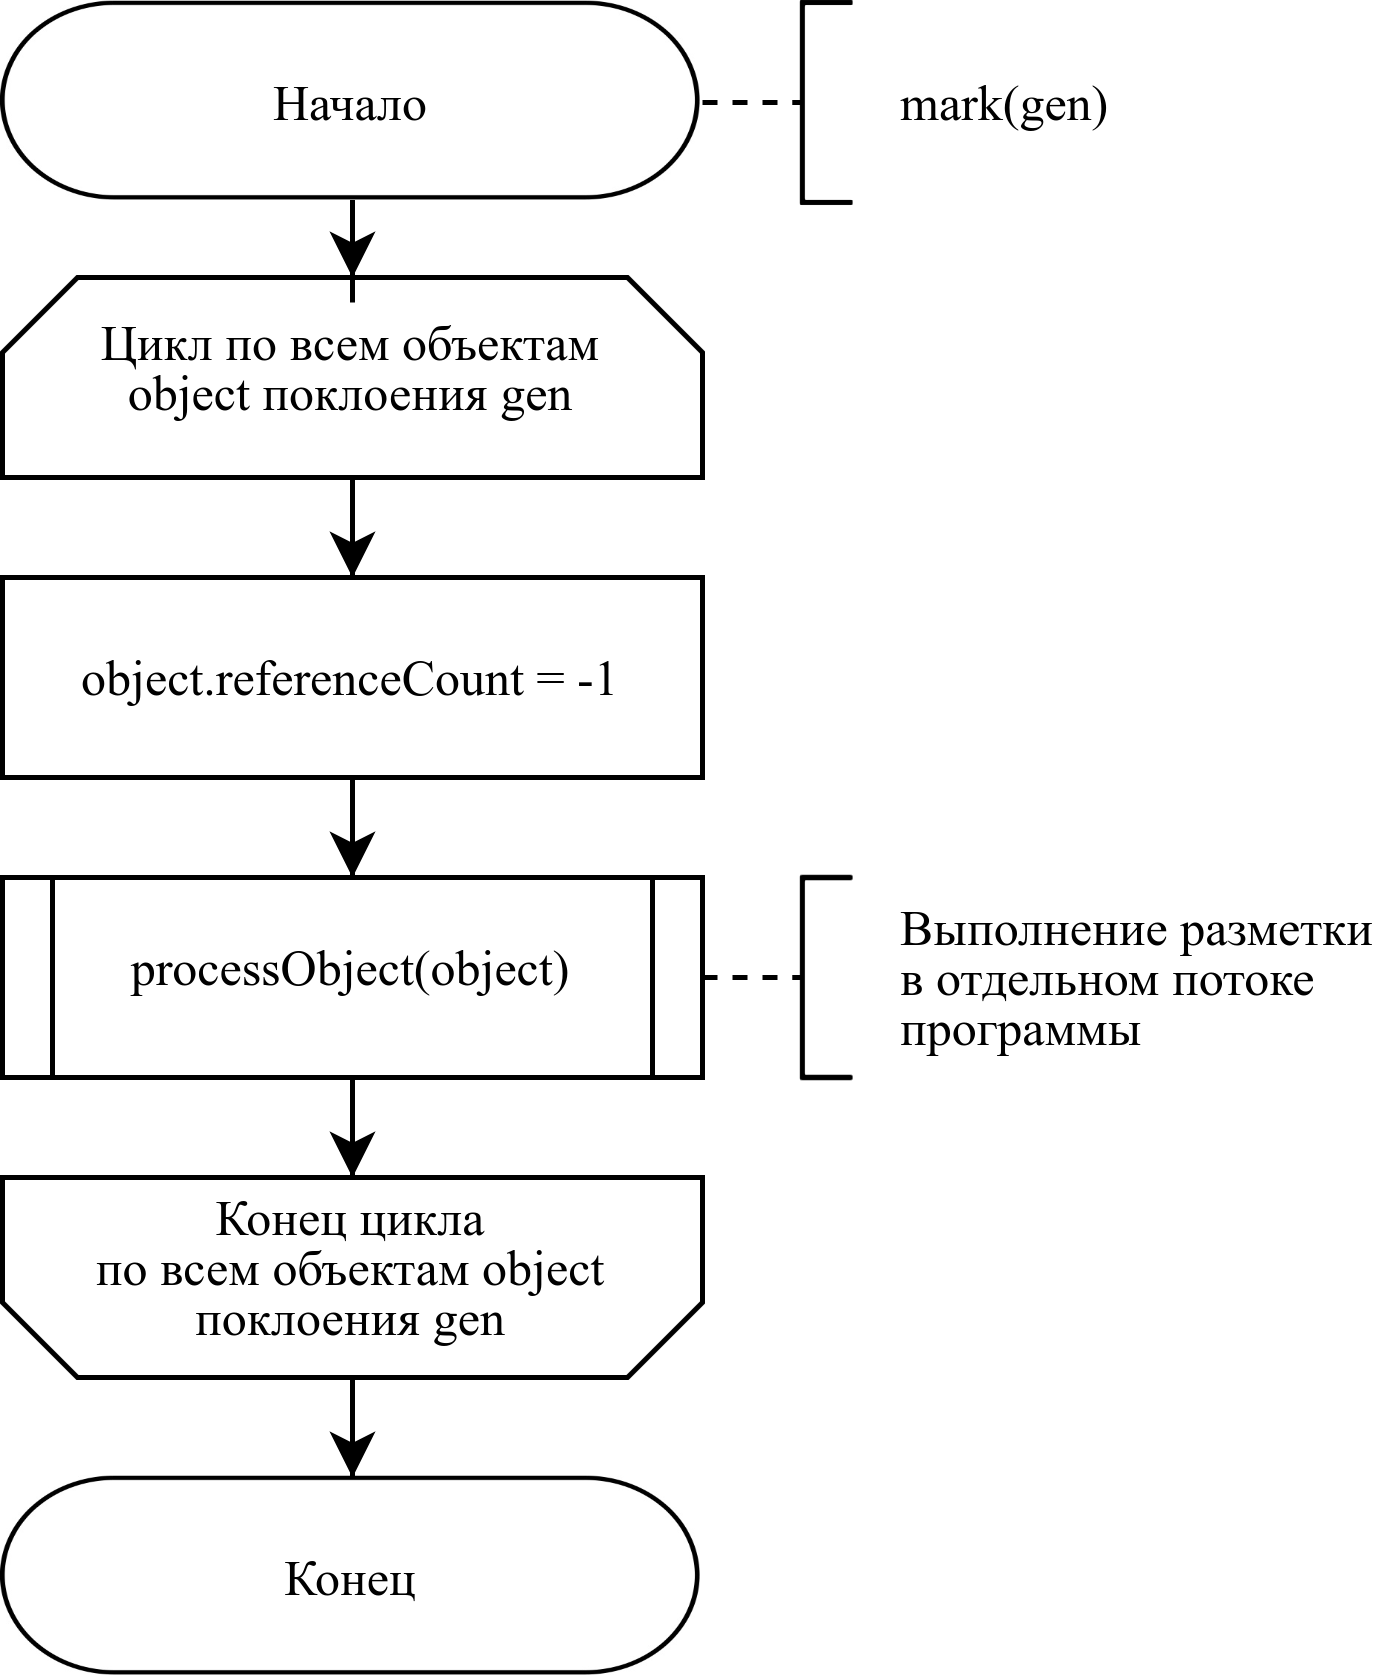 Начало
mark(gen)
Цикл по всем объектам
object поклоения gen
object.referenceCount = -1
processObject(object)
Выполнение разметки
в отдельном потоке
программы
Конец цикла
по всем объектам object
поклоения gen
Конец